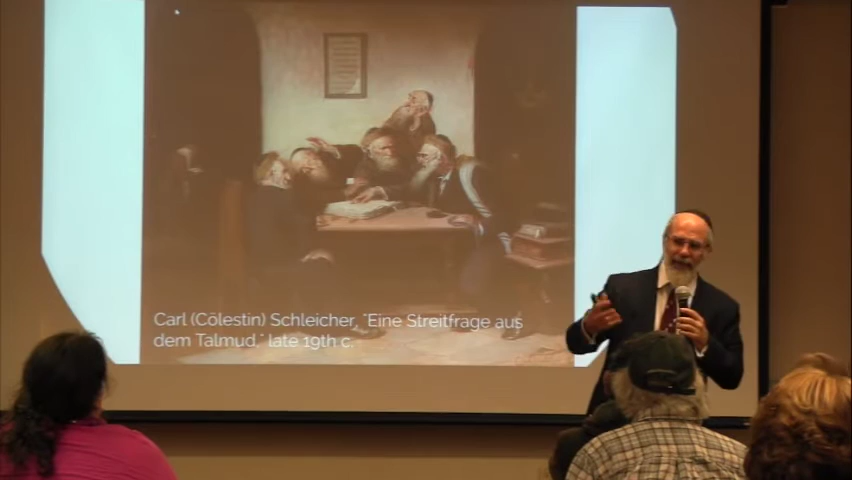 Carl (Cölestin) Schleicher, "Eine Streitfrage aus
dem Talmud," late 19th c.